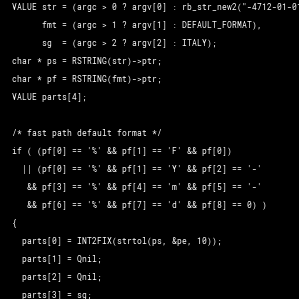 VALUE str = (argc > 0 ? argv[0] : rb_str_new2("-4712-01-01
fmt = (argc > 1 ? argv[1] : DEFAULT_FORMAT),
sg  = (argc > 2 ? argv[2] : ITALY);
char * ps = RSTRING(str)->ptr;
char * pf = RSTRING(fmt)->ptr;
VALUE parts[4];
/* fast path default format */
if ( (pf[0] == '%' && pf[1] == 'F' && pf[0])
|| (pf[0] == '%' && pf[1] == 'Y' && pf[2] == '-'
&& pf[3] == '%' && pf[4] == 'm' && pf[5] == '-'
&& pf[6] == '%' && pf[7] == 'd' && pf[8] == 0) )
{
parts[0] = INT2FIX(strtol(ps, &pe, 10));
parts[1] = Qnil;
parts[2] = Qnil;
parts[3] = sg;